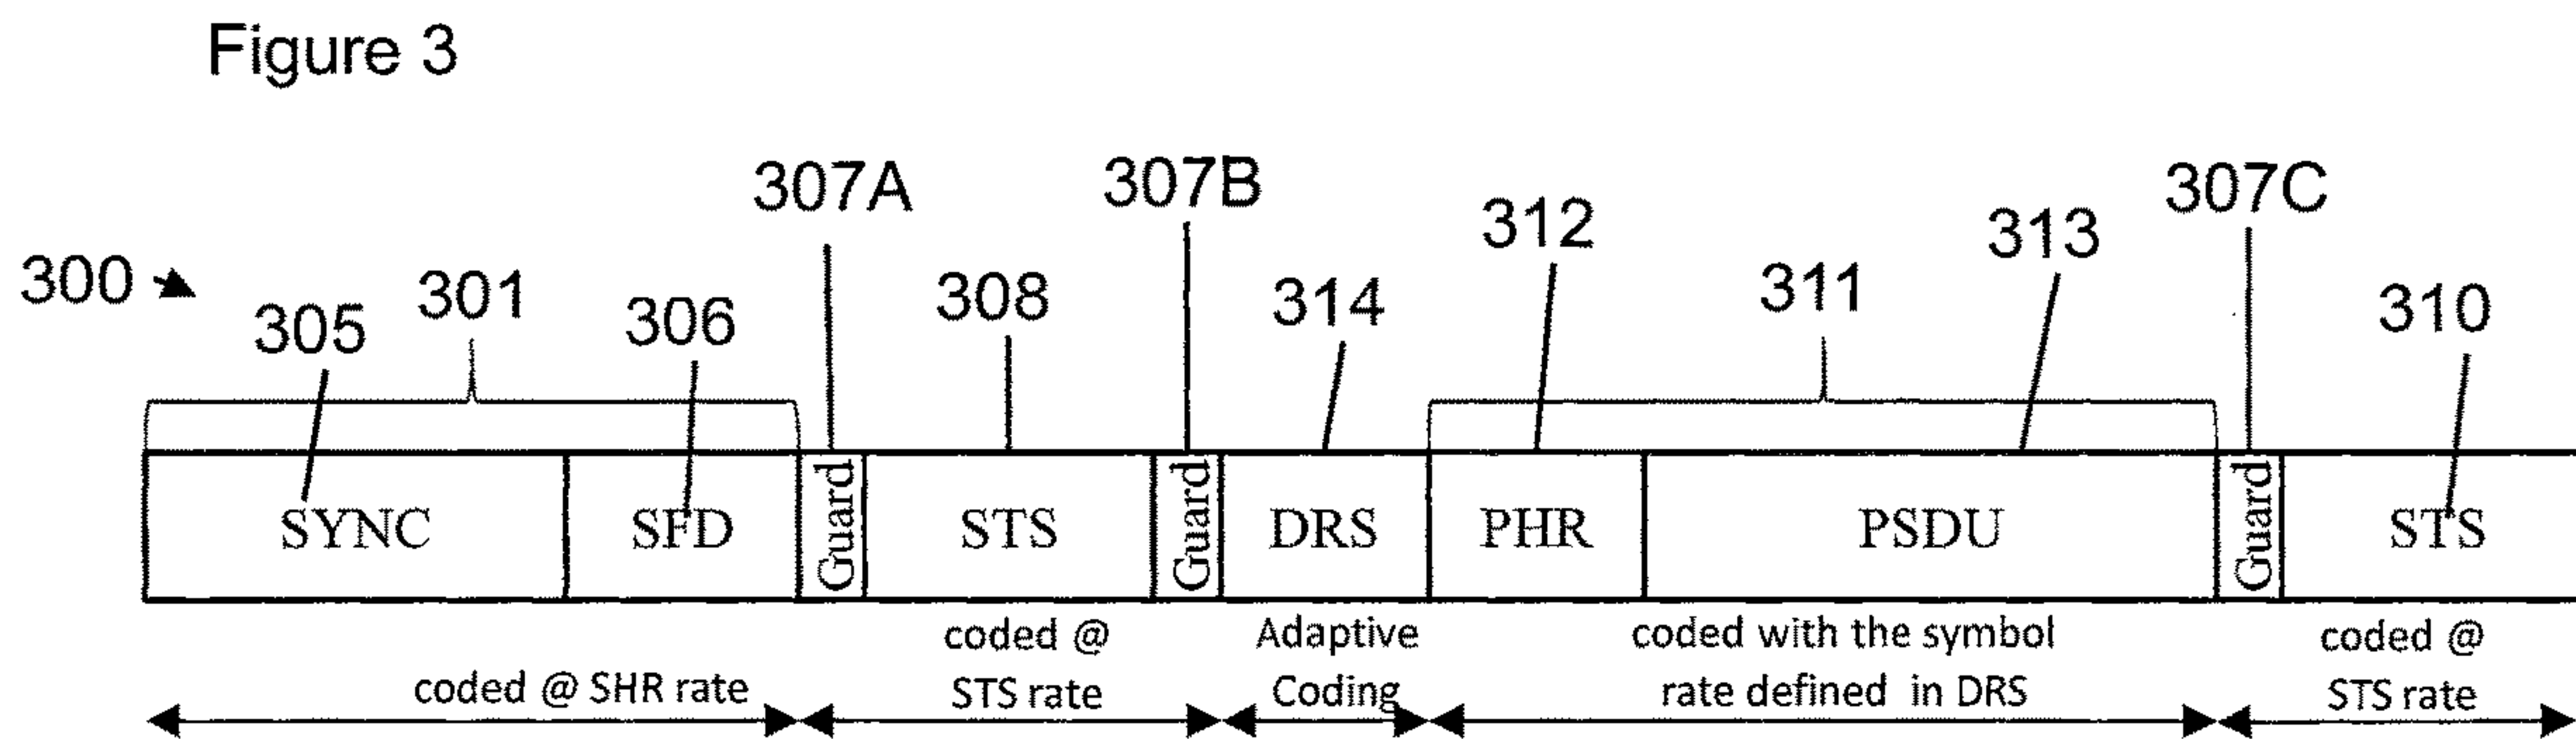 Figure 3
307A 307B 307C
312 313
300 301 308 314 311 310
305 306
SYNC SFD Guard STS Guard DRS PHR PSDU Guard STS
coded @ SHR rate
coded @
STS rate
Adaptive
Coding
coded with the symbol
rate defined in DRS
coded @
STS rate